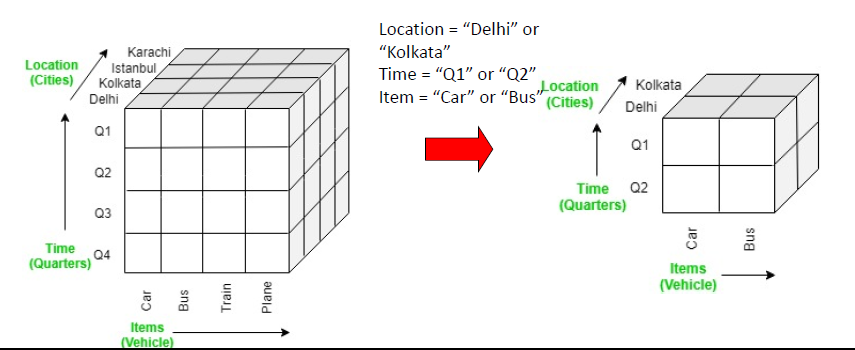 Location
(Cities)
Karachi
Istanbul
Kolkata
Delhi
Q1
Q2
Q3
Q4
Time
(Quarters)
Car
Bus
Train
Plane
Items
(Vehicle)
Location = “Delhi” or
“Kolkata”
Time = “Q1” or “Q2”
Item = “Car” or “Bus”
Location
(Cities)
Kolkata
Delhi
Q1
Q2
Time
(Quarters)
Car
Bus
Items
(Vehicle)